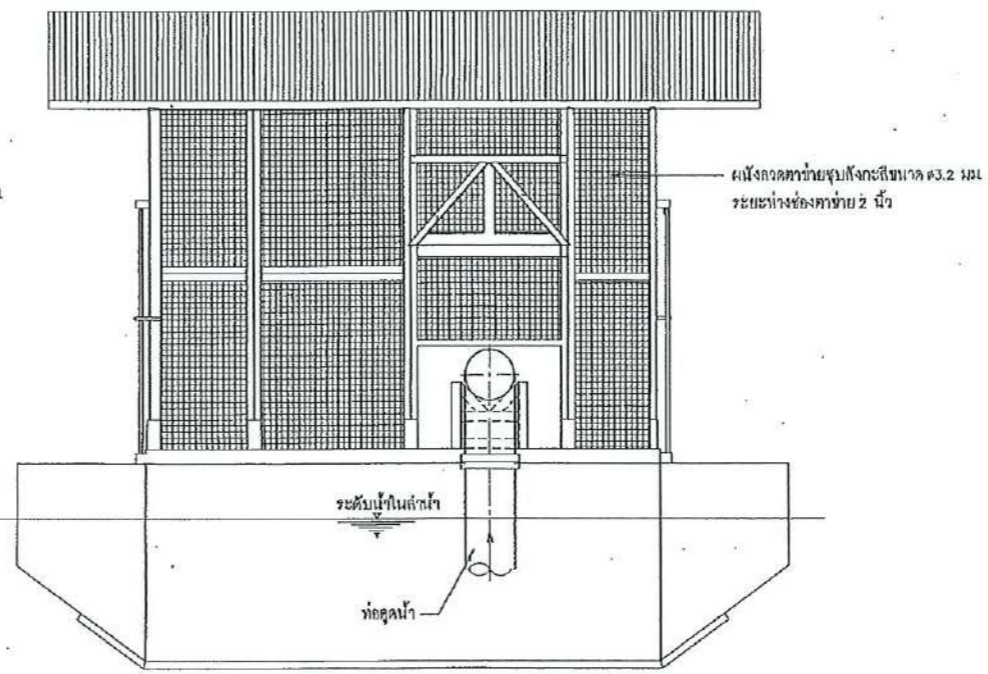 ผนังลวดตาข่ายชุบสังกะสีขนาด ø3.2 มม.
ระยะห่างช่องตาข่าย 2 นิ้ว
ระดับน้ำในลำน้ำ
ท่อดูดน้ำ